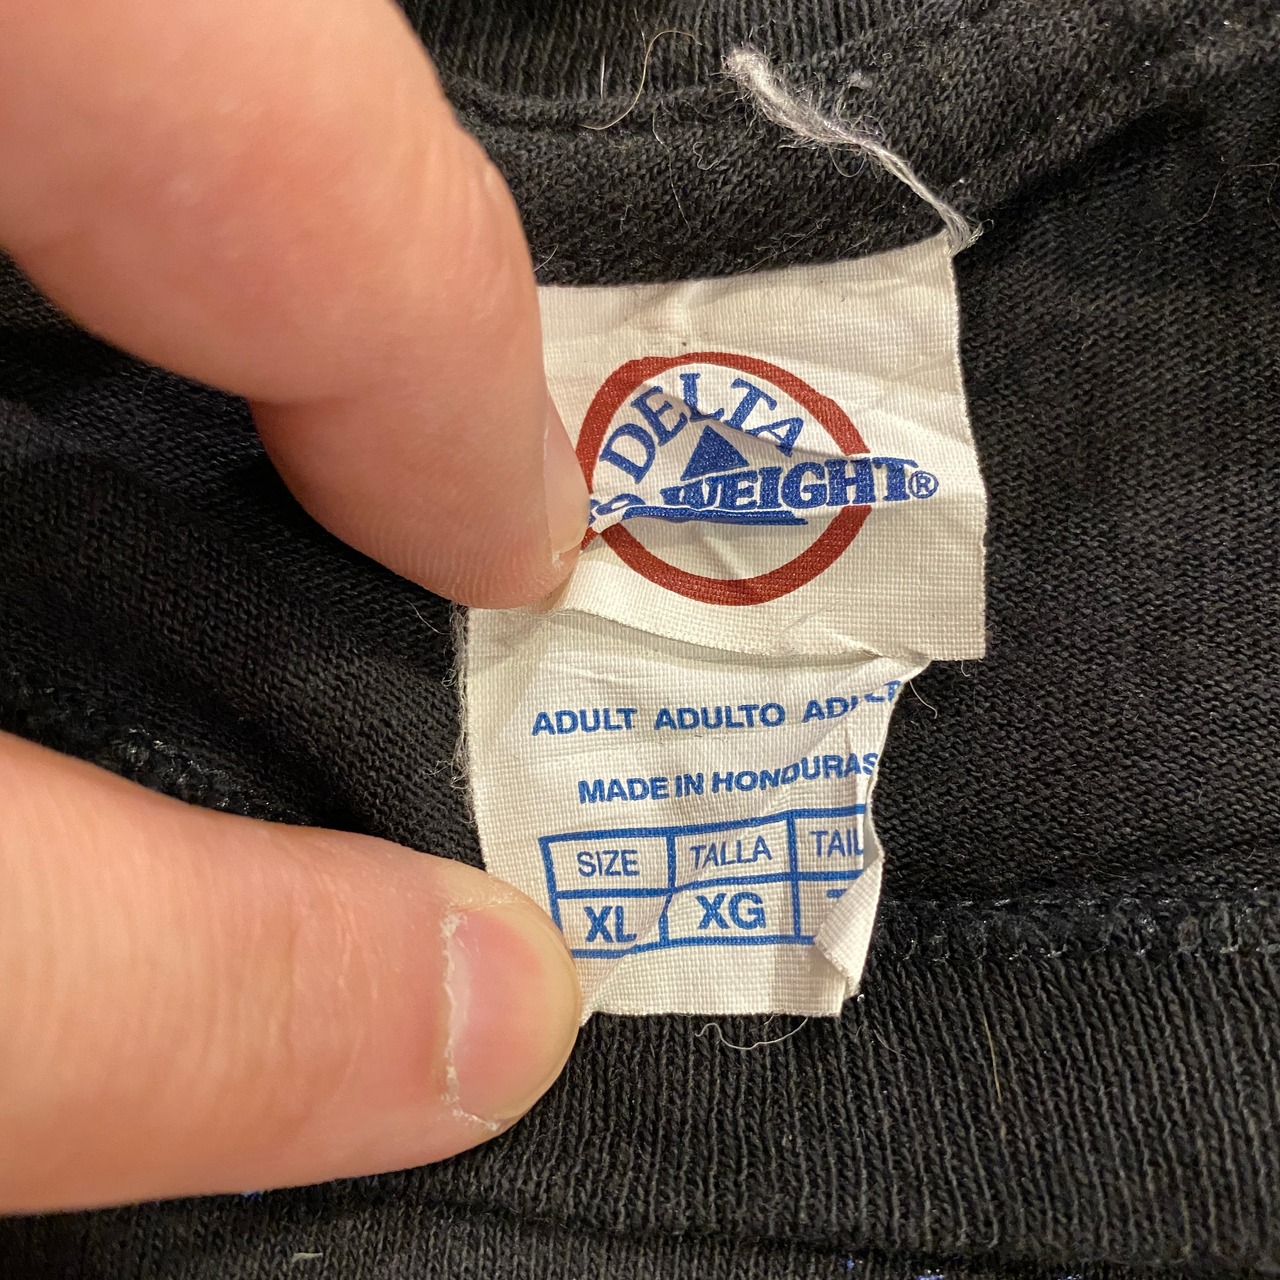 DELTA
WEIGHT®
ADULT ADULTO
MADE IN HONDURAS
SIZE TALLA
XL XG